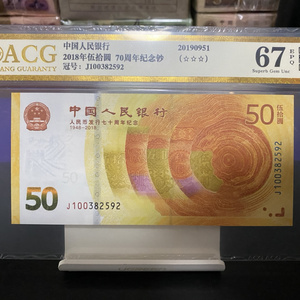 ACG
ANG GUARANTY
中国人民银行 20190951
2018年伍拾圆 70周年纪念钞 (☆☆☆)
冠号: J100382592
67
EPQ
Superb Gem Unc
中国人民银行
人民币发行七十周年纪念
1948-2018
50
伍拾圆
50
J100382592